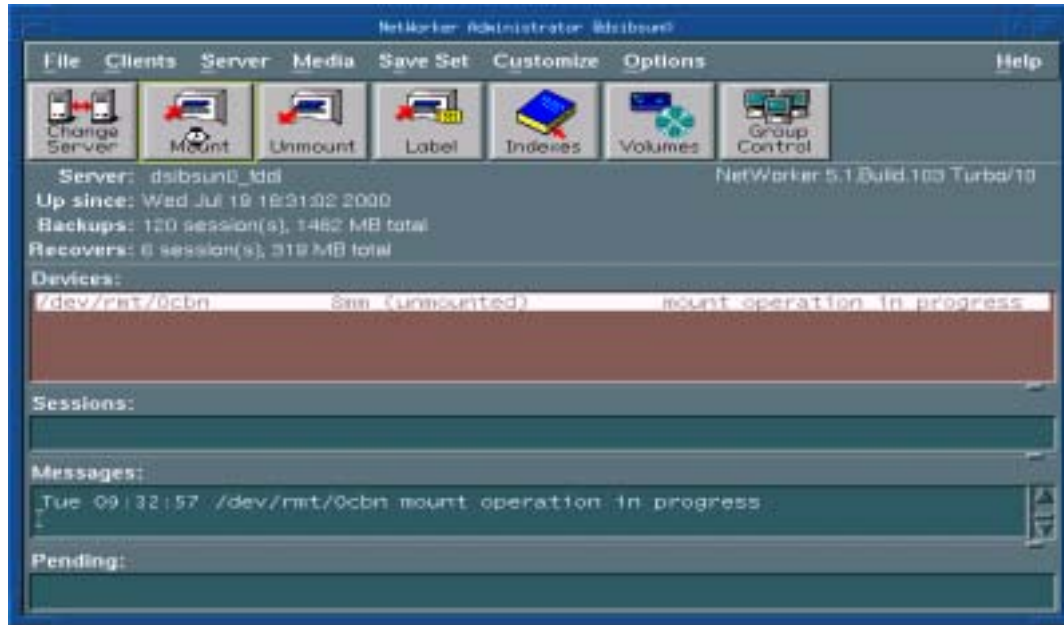 NetWorker Administrator @dsibsun0
File Clients Server Media Save Set Customize Options Help
Change Server
Mount
Unmount
Label
Indexes
Volumes
Group Control
Server: dsibsun0_fddi
NetWorker 5.1.Build.103 Turbo/10
Up since: Wed Jul 19 18:31:02 2000
Backups: 120 session(s), 1462 MB total
Recovers: 6 session(s), 319 MB total
Devices:
/dev/rmt/0cbn 8mm (unmounted) mount operation in progress
Sessions:
Messages:
Tue 09:32:57 /dev/rmt/0cbn mount operation in progress
Pending: